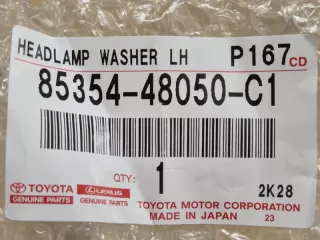 HEADLAMP WASHER LH P167 CD
85354-48050-C1
QTY: 1 2K28
TOYOTA LEXUS TOYOTA MOTOR CORPORATION
GENUINE PARTS GENUINE PARTS MADE IN JAPAN 23